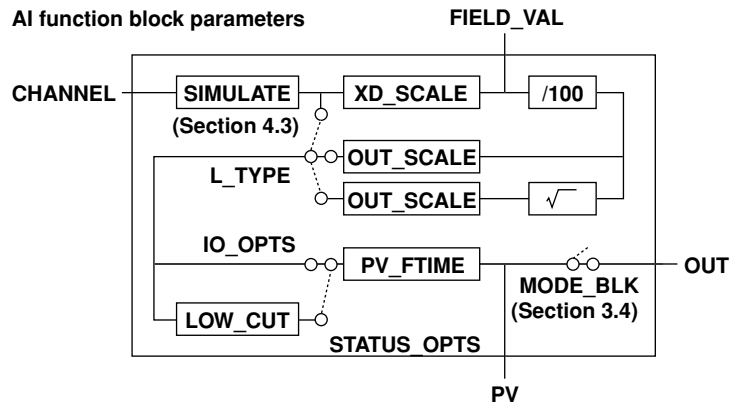 AI function block parameters
FIELD_VAL
CHANNEL
SIMULATE
XD_SCALE
/100
(Section 4.3)
OUT_SCALE
L_TYPE
OUT_SCALE
√
IO_OPTS
PV_FTIME
OUT
MODE_BLK
(Section 3.4)
LOW_CUT
STATUS_OPTS
PV